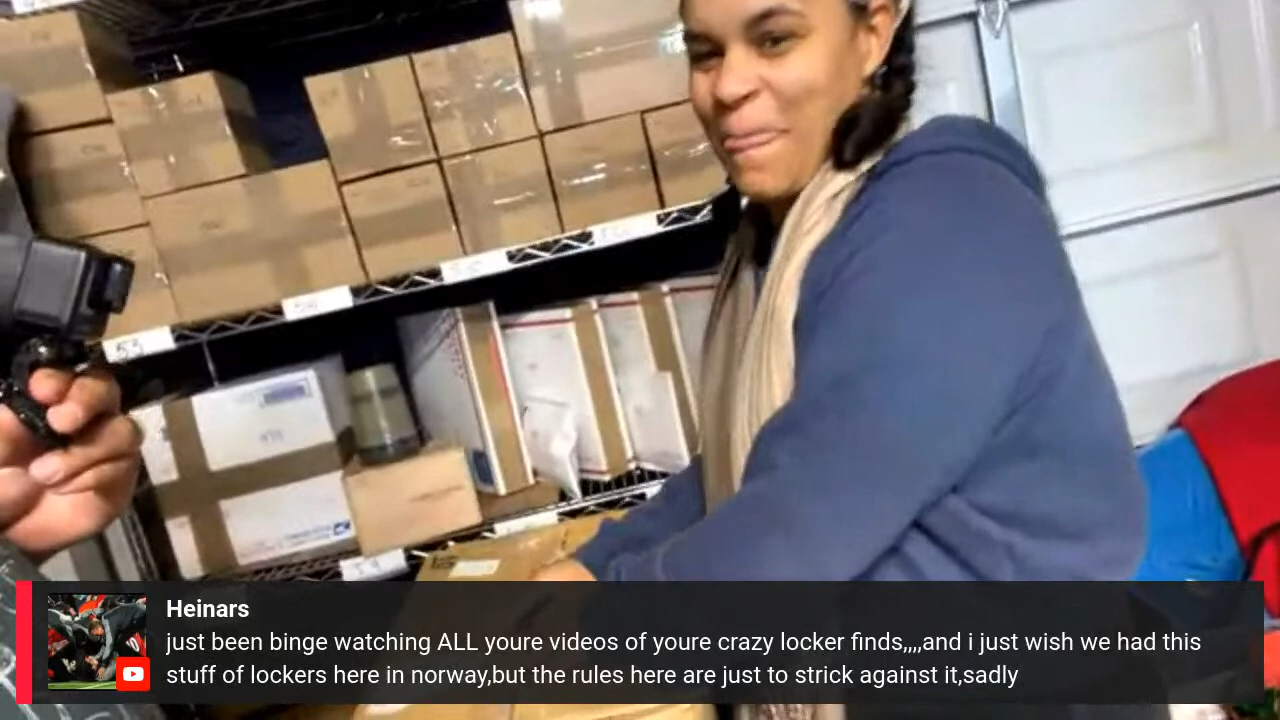 53
Heinars
just been binge watching ALL youre videos of youre crazy locker finds,,,,and i just wish we had this
stuff of lockers here in norway,but the rules here are just to strick against it,sadly